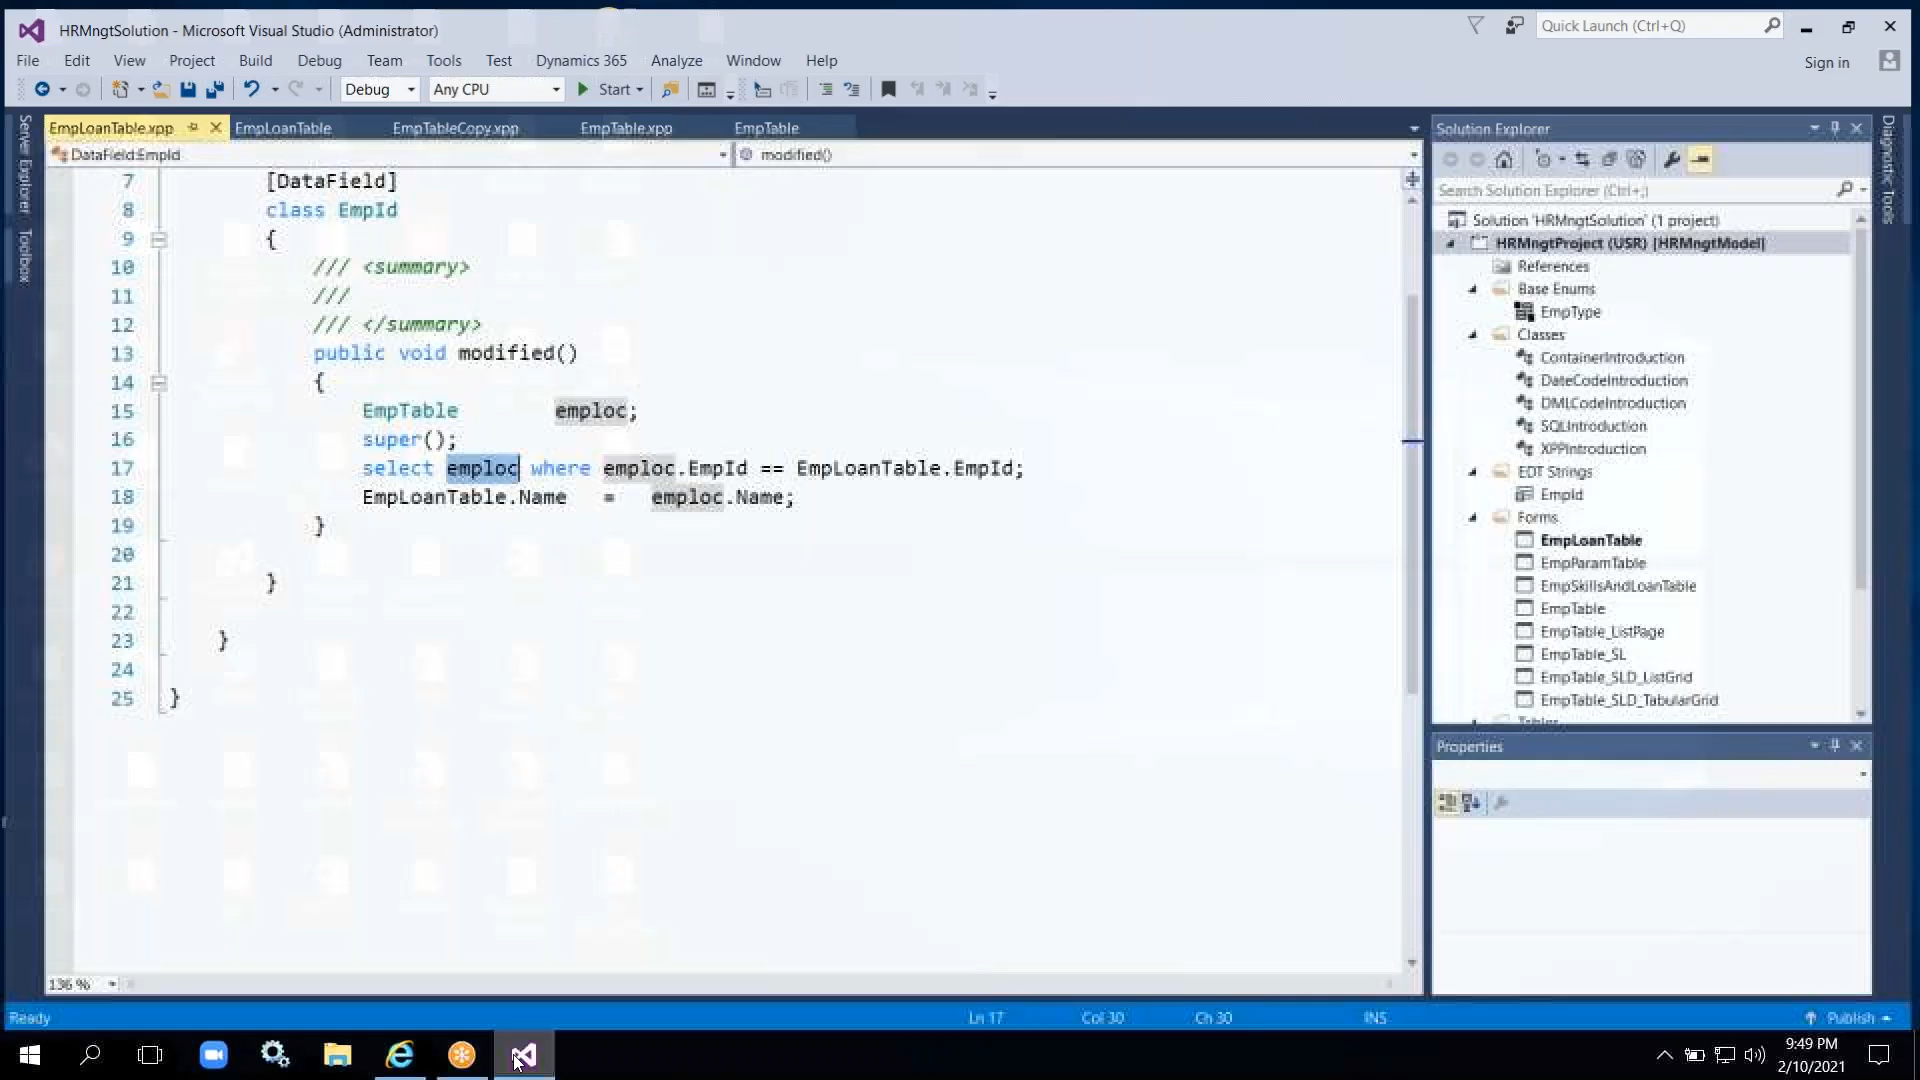 HRMngtSolution - Microsoft Visual Studio (Administrator)
Quick Launch (Ctrl+Q)
File Edit View Project Build Debug Team Tools Test Dynamics 365 Analyze Window Help
Sign in
Debug Any CPU Start
Server Explorer
Toolbox
EmpLoanTable.xpp EmpLoanTable EmpTableCopy.xpp EmpTable.xpp EmpTable
DataField:EmpId modified()
7 [DataField]
8 class EmpId
9 {
10 /// <summary>
11 ///
12 /// </summary>
13 public void modified()
14 {
15 EmpTable emploc;
16 super();
17 select emploc where emploc.EmpId == EmpLoanTable.EmpId;
18 EmpLoanTable.Name = emploc.Name;
19 }
20
21 }
22
23 }
24
25 }
136 %
Solution Explorer
Search Solution Explorer (Ctrl+;)
Solution 'HRMngtSolution' (1 project)
HRMngtProject (USR) [HRMngtModel]
References
Base Enums
EmpType
Classes
ContainerIntroduction
DateCodeIntroduction
DMLCodeIntroduction
SQLIntroduction
XPPIntroduction
EDT Strings
EmpId
Forms
EmpLoanTable
EmpParamTable
EmpSkillsAndLoanTable
EmpTable
EmpTable_ListPage
EmpTable_SL
EmpTable_SLD_ListGrid
EmpTable_SLD_TabularGrid
Tables
Properties
Diagnostic Tools
Ready Ln 17 Col 30 Ch 30 INS Publish
9:49 PM
2/10/2021